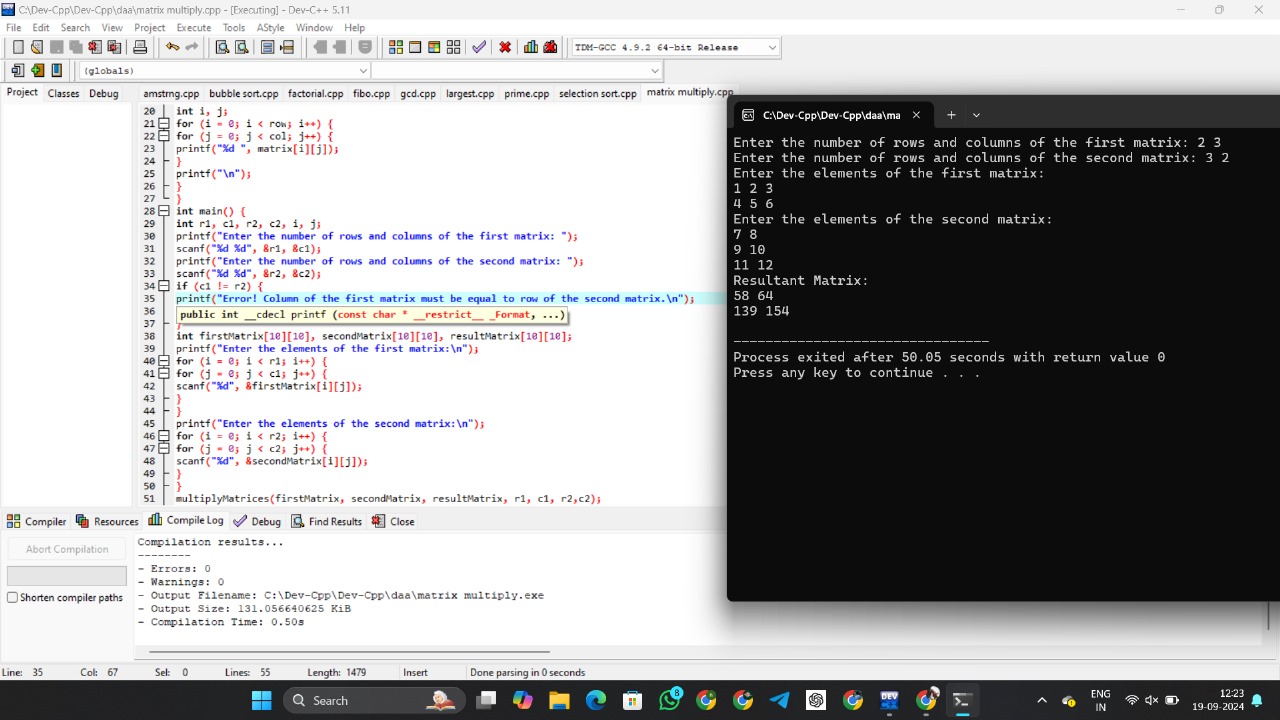 C:\Dev-Cpp\Dev-Cpp\daa\matrix multiply.cpp - [Executing] - Dev-C++ 5.11
File Edit Search View Project Execute Tools AStyle Window Help
TDM-GCC 4.9.2 64-bit Release
(globals)
Project Classes Debug
amstrng.cpp bubble sort.cpp factorial.cpp fibo.cpp gcd.cpp largest.cpp prime.cpp selection sort.cpp matrix multiply.cpp
20 int i, j;
21 for (i = 0; i < row; i++) {
22 for (j = 0; j < col; j++) {
23 printf("%d ", matrix[i][j]);
24 }
25 printf("\n");
26 }
27 }
28 int main() {
29 int r1, c1, r2, c2, i, j;
30 printf("Enter the number of rows and columns of the first matrix: ");
31 scanf("%d %d", &r1, &c1);
32 printf("Enter the number of rows and columns of the second matrix: ");
33 scanf("%d %d", &r2, &c2);
34 if (c1 != r2) {
35 printf("Error! Column of the first matrix must be equal to row of the second matrix.\n");
36 public int __cdecl printf (const char * __restrict__ _Format, ...)
37 }
38 int firstMatrix[10][10], secondMatrix[10][10], resultMatrix[10][10];
39 printf("Enter the elements of the first matrix:\n");
40 for (i = 0; i < r1; i++) {
41 for (j = 0; j < c1; j++) {
42 scanf("%d", &firstMatrix[i][j]);
43 }
44 }
45 printf("Enter the elements of the second matrix:\n");
46 for (i = 0; i < r2; i++) {
47 for (j = 0; j < c2; j++) {
48 scanf("%d", &secondMatrix[i][j]);
49 }
50 }
51 multiplyMatrices(firstMatrix, secondMatrix, resultMatrix, r1, c1, r2,c2);
C:\Dev-Cpp\Dev-Cpp\daa\ma
Enter the number of rows and columns of the first matrix: 2 3
Enter the number of rows and columns of the second matrix: 3 2
Enter the elements of the first matrix:
1 2 3
4 5 6
Enter the elements of the second matrix:
7 8
9 10
11 12
Resultant Matrix:
58 64
139 154
--------------------------------
Process exited after 50.05 seconds with return value 0
Press any key to continue . . .
Compiler Resources Compile Log Debug Find Results Close
Abort Compilation
Shorten compiler paths
Compilation results...
--------
- Errors: 0
- Warnings: 0
- Output Filename: C:\Dev-Cpp\Dev-Cpp\daa\matrix multiply.exe
- Output Size: 131.056640625 KiB
- Compilation Time: 0.50s
Line: 35 Col: 67 Sel: 0 Lines: 55 Length: 1479 Insert Done parsing in 0 seconds
Search
8
DEV
ENG
IN
12:23
19-09-2024